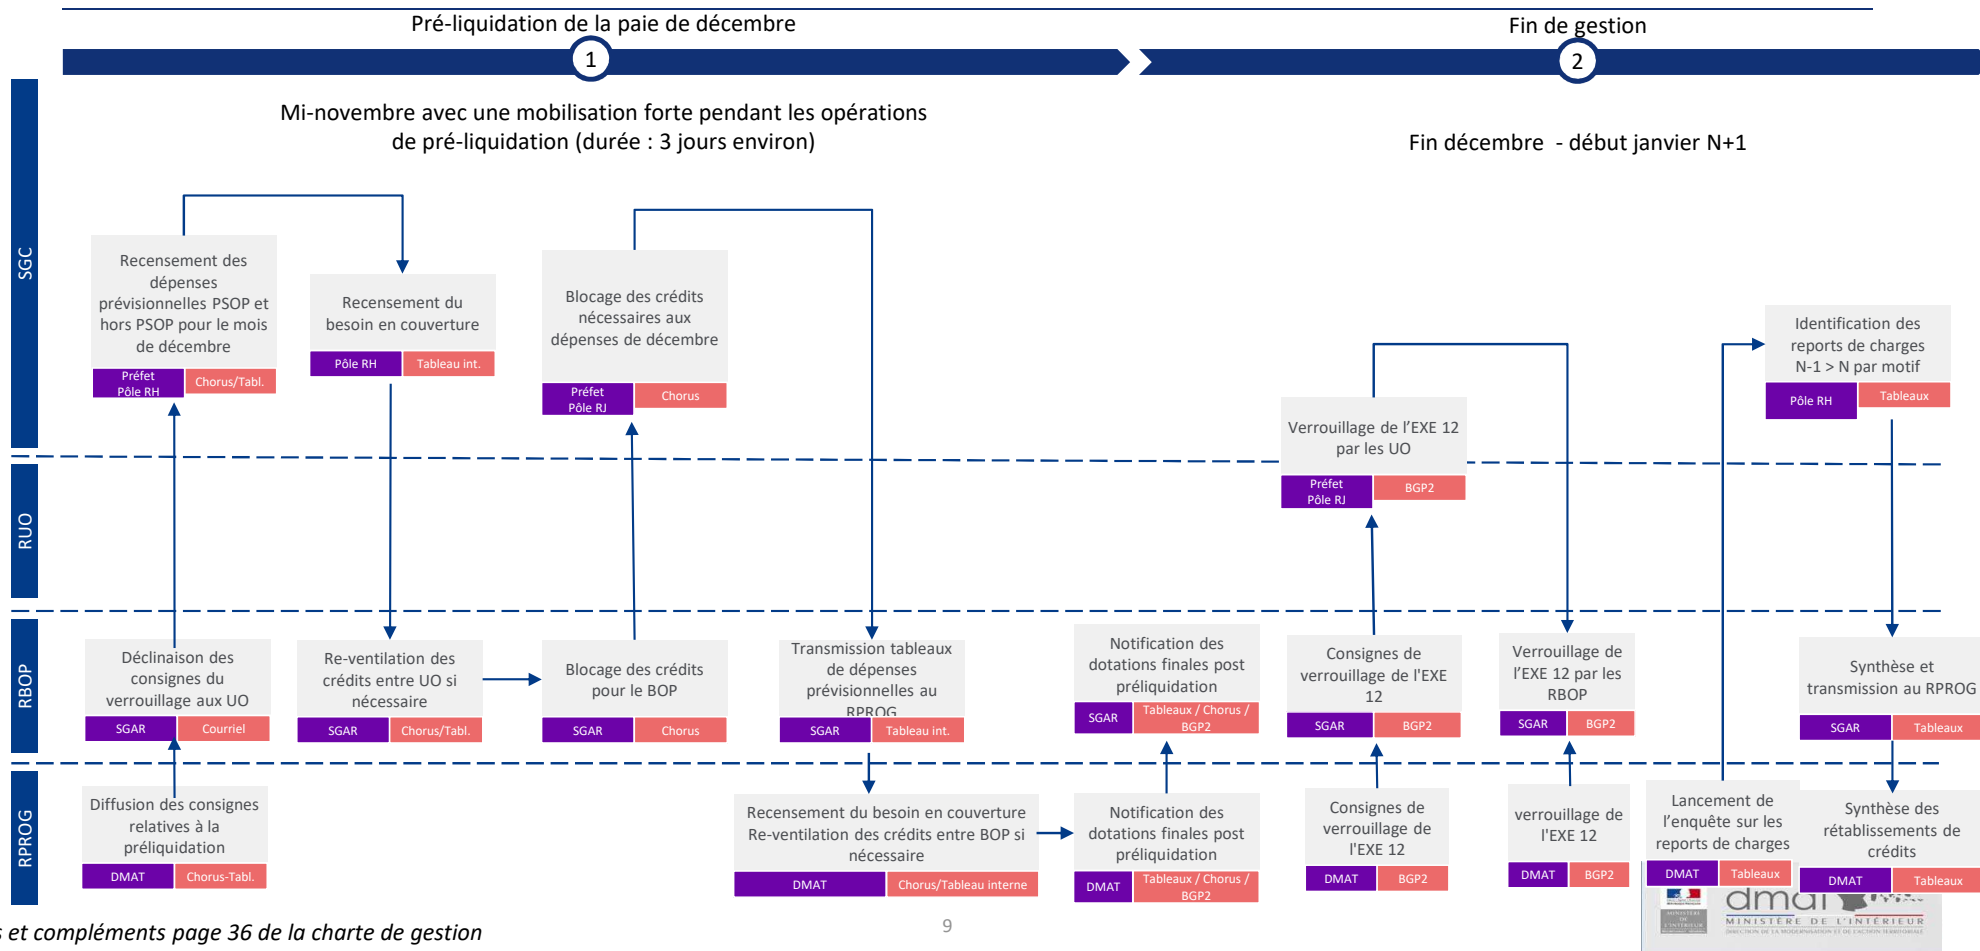 Pré-liquidation de la paie de décembre
Fin de gestion
1
2
Mi-novembre avec une mobilisation forte pendant les opérations
de pré-liquidation (durée : 3 jours environ)
Fin décembre - début janvier N+1
SGC
Recensement des
dépenses
prévisionnelles PSOP et
hors PSOP pour le mois
de décembre
Préfet
Pôle RH
Chorus/Tabl.
Recensement du
besoin en couverture
Pôle RH
Tableau int.
Blocage des crédits
nécessaires aux
dépenses de décembre
Préfet
Pôle RJ
Chorus
Verrouillage de l'EXE 12
par les UO
Préfet
Pôle RJ
BGP2
Identification des
reports de charges
N-1 > N par motif
Pôle RH
Tableaux
RUO
RBOP
Déclinaison des
consignes du
verrouillage aux UO
SGAR
Courriel
Re-ventilation des
crédits entre UO si
nécessaire
SGAR
Chorus/Tabl.
Blocage des crédits
pour le BOP
SGAR
Chorus
Transmission tableaux
de dépenses
prévisionnelles au
RPROG
SGAR
Tableau int.
Notification des
dotations finales post
préliquidation
SGAR
Tableaux / Chorus /
BGP2
Consignes de
verrouillage de l'EXE
12
SGAR
BGP2
Verrouillage de
l'EXE 12 par les
RBOP
SGAR
BGP2
Synthèse et
transmission au RPROG
SGAR
Tableaux
RPROG
Diffusion des consignes
relatives à la
préliquidation
DMAT
Chorus-Tabl.
Recensement du besoin en couverture
Re-ventilation des crédits entre BOP si
nécessaire
DMAT
Chorus/Tableau interne
Notification des
dotations finales post
préliquidation
DMAT
Tableaux / Chorus /
BGP2
Consignes de
verrouillage de
l'EXE 12
DMAT
BGP2
verrouillage de
l'EXE 12
DMAT
BGP2
Lancement de
l'enquête sur les
reports de charges
DMAT
Tableaux
Synthèse des
rétablissements de
crédits
DMAT
Tableaux
dmat
MINISTÈRE DE L'INTÉRIEUR
DIRECTION DE LA MODERNISATION ET DE L'ACTION TERRITORIALE
MINISTÈRE
DE
L'INTÉRIEUR
s et compléments page 36 de la charte de gestion
9